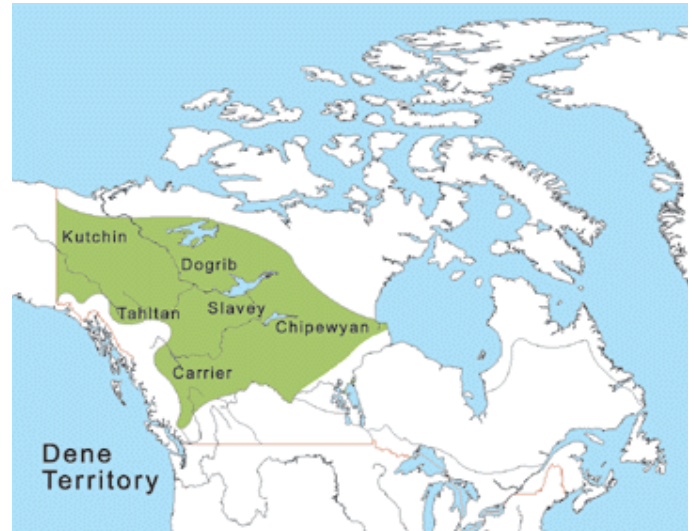 Kutchin
Dogrib
Tahltan
Slavey
Chipewyan
Carrier
Dene
Territory